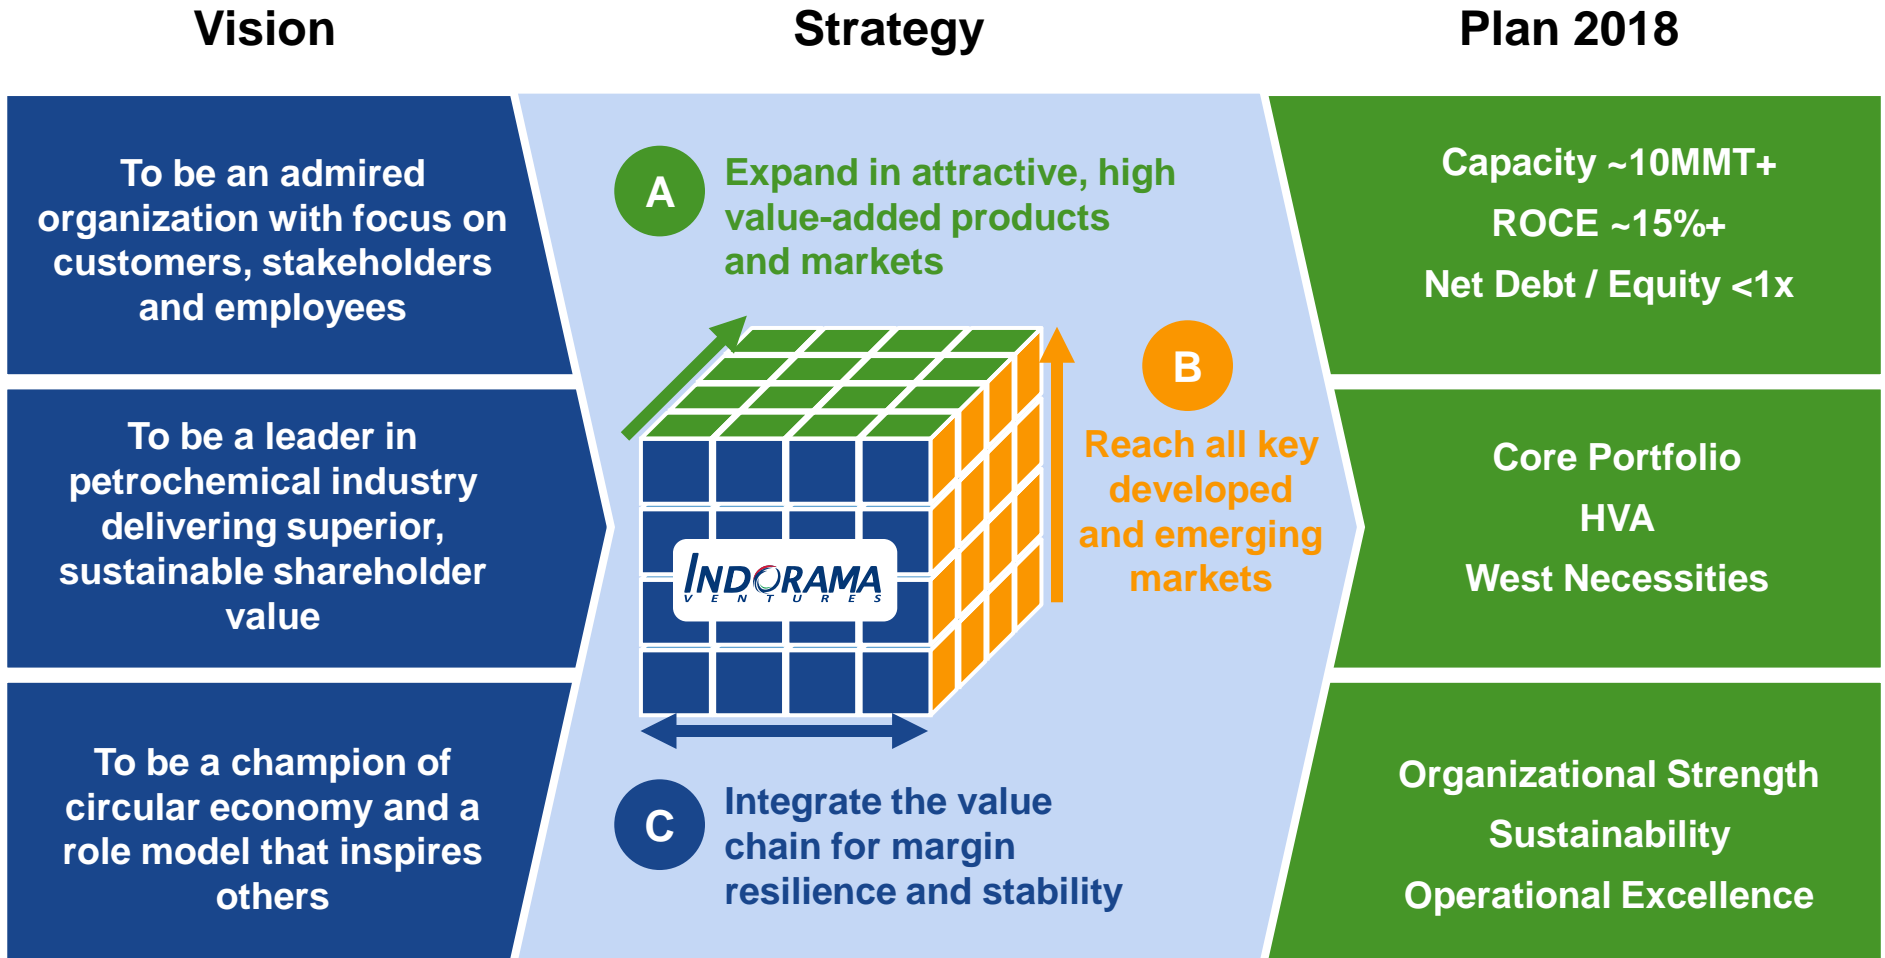 Vision
Strategy
Plan 2018
To be an admired
organization with focus on
customers, stakeholders
and employees
To be a leader in
petrochemical industry
delivering superior,
sustainable shareholder
value
To be a champion of
circular economy and a
role model that inspires
others
A
Expand in attractive, high
value-added products
and markets
B
Reach all key
developed
and emerging
markets
INDORAMA
VENTURES
C
Integrate the value
chain for margin
resilience and stability
Capacity ~10MMT+
ROCE ~15%+
Net Debt / Equity <1x
Core Portfolio
HVA
West Necessities
Organizational Strength
Sustainability
Operational Excellence